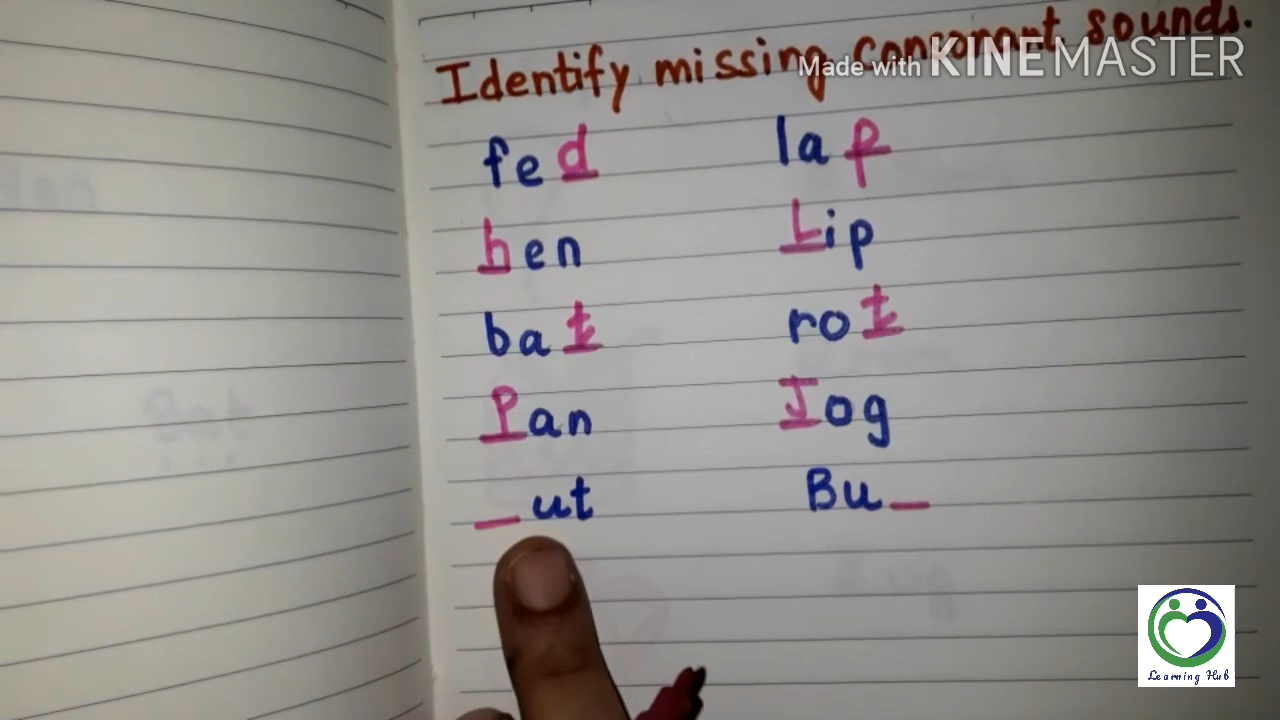 Identify missing consonant sounds.
Made with KINEMASTER
fed lap
hen Lip
bat rot
Pan Jog
_ut Bu_
Learning Hub